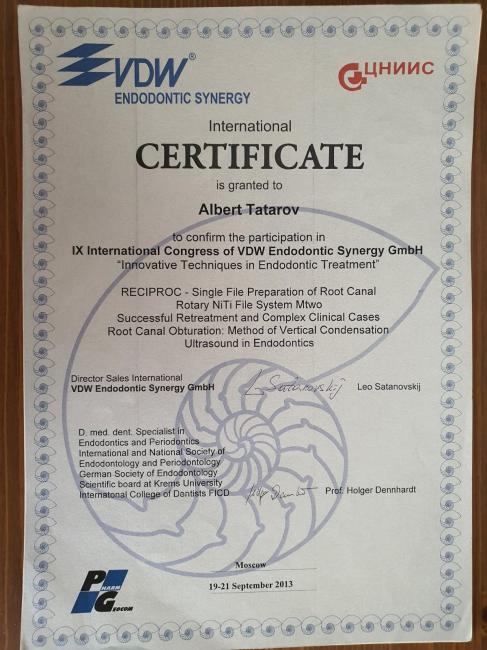 VDW®
ENDODONTIC SYNERGY
ЦНИИС
International
CERTIFICATE
is granted to
Albert Tatarov
to confirm the participation in
IX International Congress of VDW Endodontic Synergy GmbH
“Innovative Techniques in Endodontic Treatment”
RECIPROC - Single File Preparation of Root Canal
Rotary NiTi File System Mtwo
Successful Retreatment and Complex Clinical Cases
Root Canal Obturation: Method of Vertical Condensation
Ultrasound in Endodontics
Director Sales International
VDW Endodontic Synergy GmbH
L Satanovskij
Leo Satanovskij
D. med. dent. Specialist in
Endodontics and Periodontics
International and National Society of
Endodontology and Periodontology
German Society of Endodontology
Scientific board at Krems University
Internatonal College of Dentists FICD
Prof. Holger Dennhardt
Moscow
19-21 September 2013
PHARM
GEOCOM